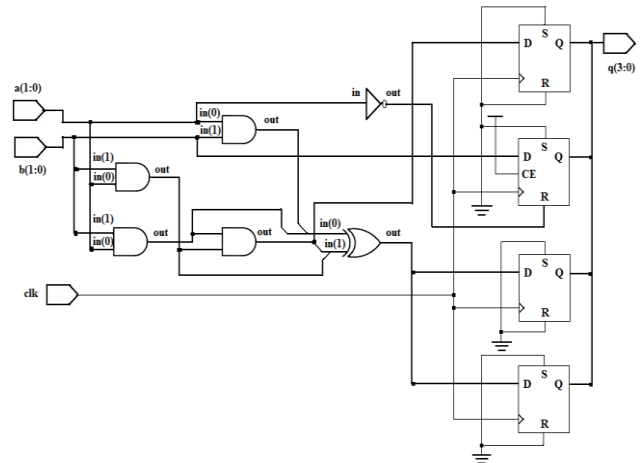 S
D Q
q(3:0)
R
a(1:0)
in out
in(0)
out
in(1)
b(1:0)
S
D Q
in(1)
out
in(0)
CE
R
in(1)
out
in(0)
out
in(0)
in(1)
out
S
D Q
R
clk
S
D Q
R